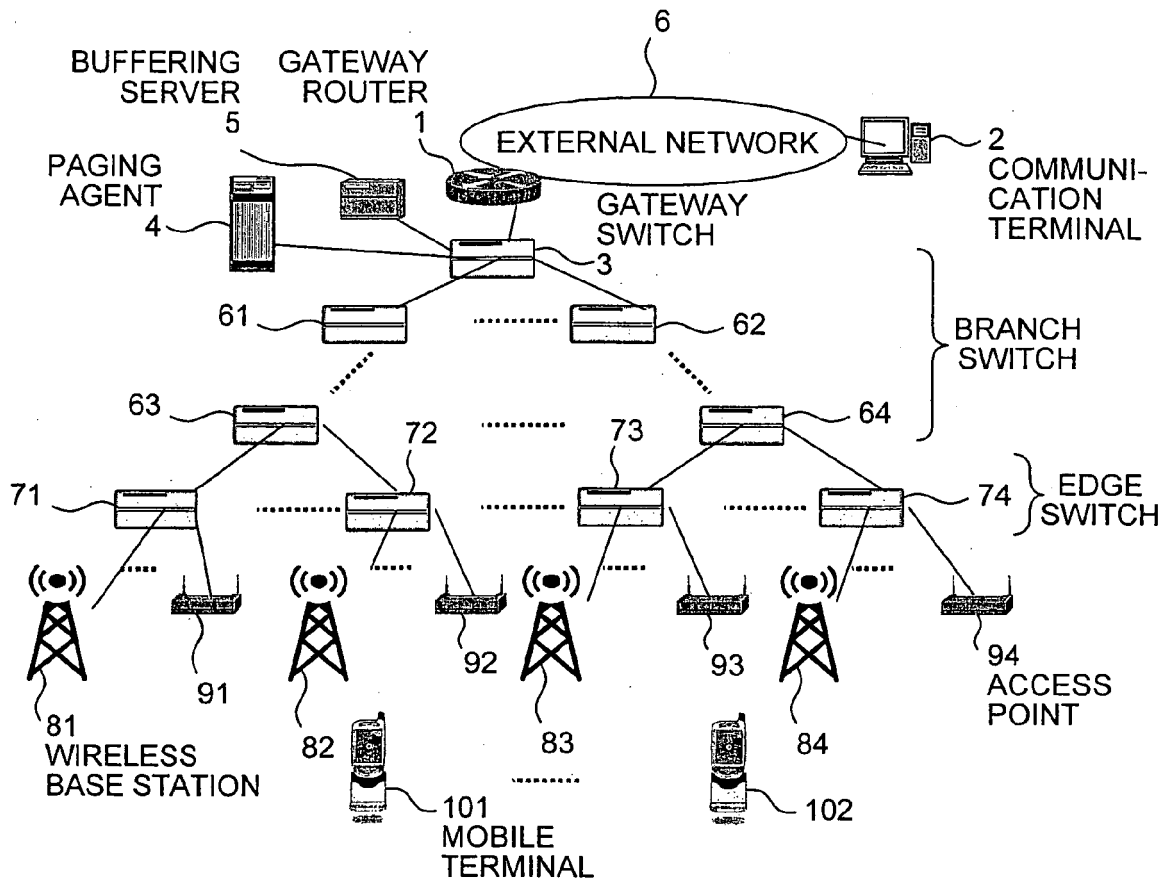 6
BUFFERING
SERVER
5
GATEWAY
ROUTER
1
EXTERNAL NETWORK
2
COMMUNI-
CATION
TERMINAL
PAGING
AGENT
4
GATEWAY
SWITCH
3
61
62
BRANCH
SWITCH
63
64
72
73
71
74
EDGE
SWITCH
91
92
93
94
ACCESS
POINT
81
WIRELESS
BASE STATION
82
83
84
101
MOBILE
TERMINAL
102